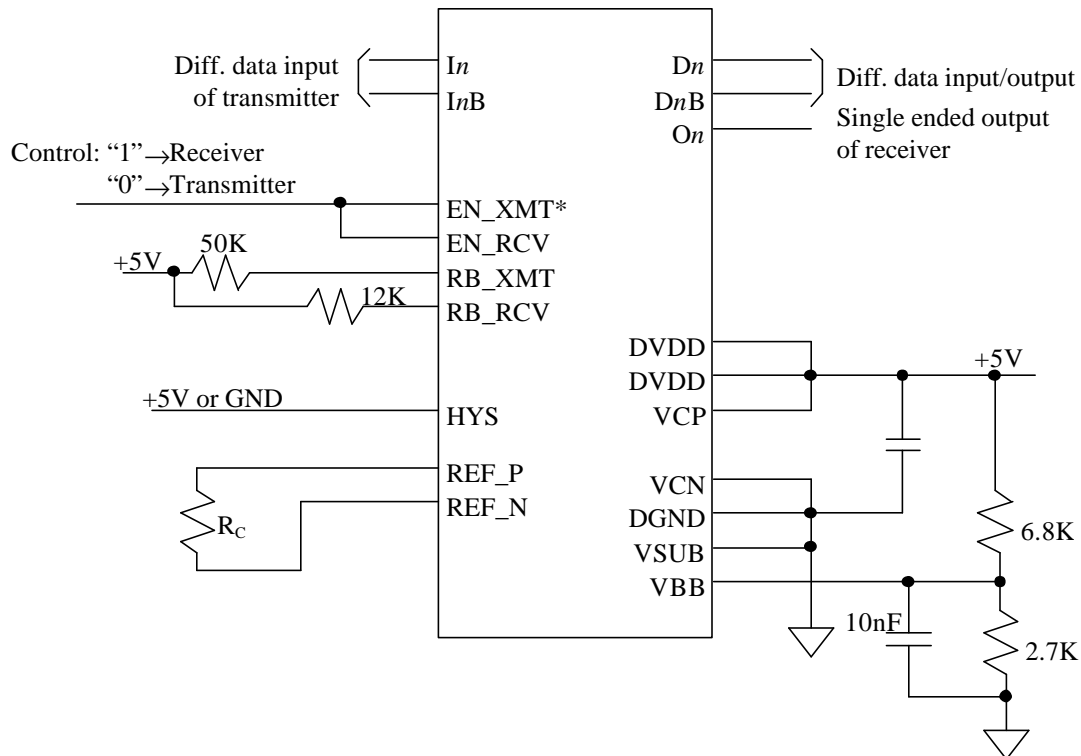 Diff. data input
of transmitter
In
InB
Dn
DnB
On
Diff. data input/output
Single ended output
of receiver
Control: “1”→Receiver
“0”→Transmitter
EN_XMT*
EN_RCV
50K
+5V
RB_XMT
12K
RB_RCV
+5V or GND
HYS
REF_P
REF_N
RC
DVDD
DVDD
VCP
+5V
VCN
DGND
VSUB
VBB
6.8K
10nF
2.7K